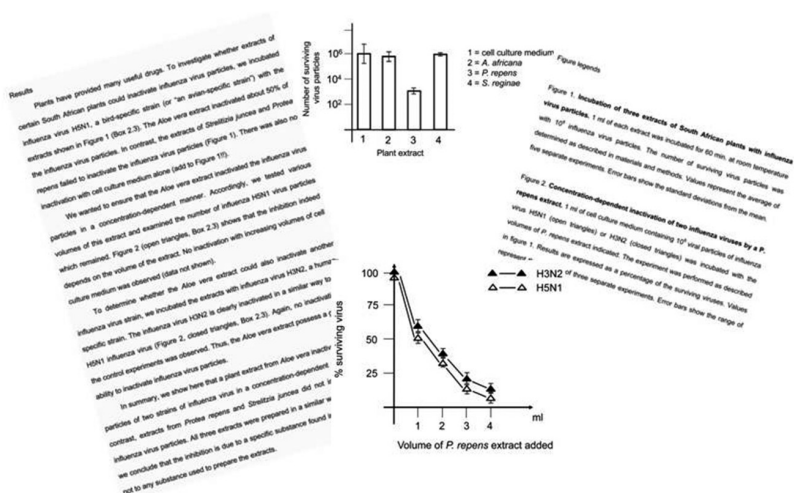 Results
Plants have provided many useful drugs. To investigate whether extracts of
certain South African plants could inactivate influenza virus particles, we incubated
influenza virus H5N1, a bird-specific strain (or "an avian-specific strain") with the
extracts shown in Figure 1 (Box 2.3). The Aloe vera extract inactivated about 50% of
the influenza virus particles. In contrast, the extracts of Strelitzia juncea and Protea
repens failed to inactivate the influenza virus particles (Figure 1). There was also no
inactivation with cell culture medium alone (add to Figure 1!!).
We wanted to ensure that the Aloe vera extract inactivated the influenza virus
particles in a concentration-dependent manner. Accordingly, we tested various
volumes of this extract and examined the number of influenza H5N1 virus particles
which remained. Figure 2 (open triangles, Box 2.3) shows that the inhibition indeed
depends on the volume of the extract. No inactivation with increasing volumes of cell
culture medium was observed (data not shown).
To determine whether the Aloe vera extract could also inactivate another
influenza virus strain, we incubated the extracts with influenza virus H3N2, a huma
specific strain. The influenza virus H3N2 is clearly inactivated in a similar way to
H5N1 influenza virus (Figure 2, closed triangles, Box 2.3). Again, no inactivati
the control experiments was observed. Thus, the Aloe vera extract possess a g
ability to inactivate influenza virus particles.
In summary, we show here that a plant extract from Aloe vera inactiv
particles of two strains of influenza virus in a concentration-dependent
contrast, extracts from Protea repens and Strelitzia juncea did not in
influenza virus particles. All three extracts were prepared in a similar w
we conclude that the inhibition is due to a specific substance found i
not to any substance used to prepare the extracts.
Number of surviving
virus particles
10⁶
10⁴
10²
1 2 3 4
Plant extract
1 = cell culture medium
2 = A. africana
3 = P. repens
4 = S. reginae
Figure legends
Figure 1. Incubation of three extracts of South African plants with influenza
virus particles. 1 ml of each extract was incubated for 60 min. at room temperature
with 10⁶ influenza virus particles. The number of surviving virus particles was
determined as described in materials and methods. Values represent the average of
five separate experiments. Error bars show the standard deviations from the mean.
Figure 2. Concentration-dependent inactivation of two influenza viruses by a P.
repens extract. 1 ml of cell culture medium containing 10⁶ viral particles of influenza
virus H5N1 (open triangles) or H3N2 (closed triangles) was incubated with the
volumes of P. repens extract indicated. The experiment was performed as described
in figure 1. Results are expressed as a percentage of the surviving viruses. Values
represent of three separate experiments. Error bars show the range of
% surviving virus
100
75
50
25
H3N2
H5N1
1 2 3 4 ml
Volume of P. repens extract added